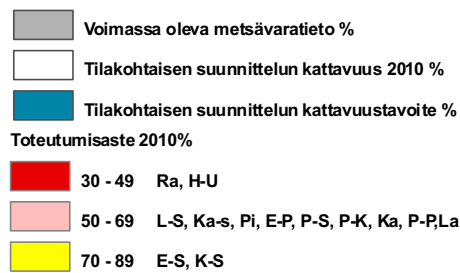 Voimassa oleva metsävaratieto %
Tilakohtaisen suunnittelun kattavuus 2010 %
Tilakohtaisen suunnittelun kattavuustavoite %
Toteutumisaste 2010%
30 - 49 Ra, H-U
50 - 69 L-S, Ka-s, Pi, E-P, P-S, P-K, Ka, P-P,La
70 - 89 E-S, K-S